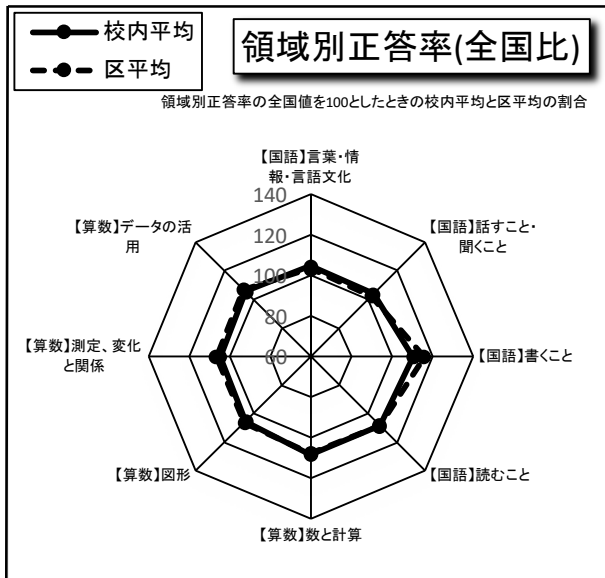 校内平均
区平均
領域別正答率(全国比)
領域別正答率の全国値を100としたときの校内平均と区平均の割合
【国語】言葉・情
報・言語文化
【国語】話すこと・
聞くこと
【国語】書くこと
【国語】読むこと
【算数】数と計算
【算数】図形
【算数】測定、変化
と関係
【算数】データの活
用
140
120
100
80
60